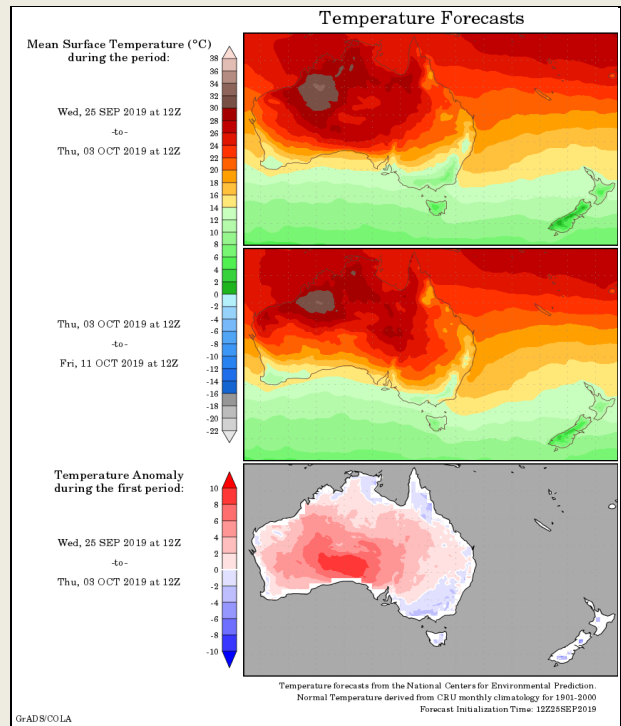 Temperature Forecasts
Mean Surface Temperature (°C)
during the period:
Wed, 25 SEP 2019 at 12Z
-to-
Thu, 03 OCT 2019 at 12Z
38
36
34
32
30
28
26
24
22
20
18
16
14
12
10
8
6
4
2
0
-2
-4
-6
-8
-10
-12
-14
-16
-18
-20
-22
Thu, 03 OCT 2019 at 12Z
-to-
Fri, 11 OCT 2019 at 12Z
Temperature Anomaly
during the first period:
Wed, 25 SEP 2019 at 12Z
-to-
Thu, 03 OCT 2019 at 12Z
10
8
6
4
2
0
-2
-4
-6
-8
-10
Temperature forecasts from the National Centers for Environmental Prediction.
Normal Temperature derived from CRU monthly climatology for 1901-2000
Forecast Initialization Time: 12Z25SEP2019
GrADS/COLA